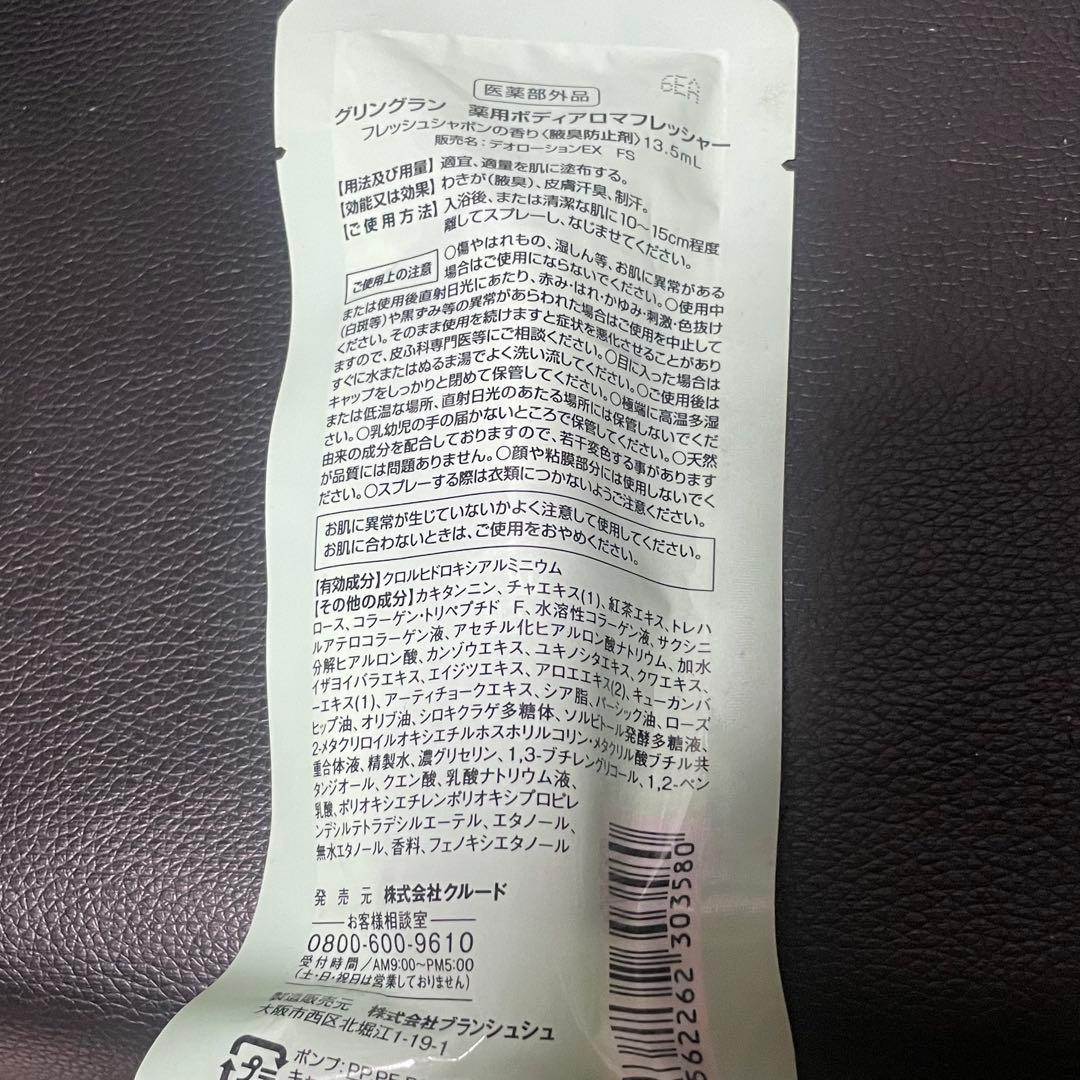 6EA
医薬部外品
グリングラン 薬用ボディアロマフレッシャー
フレッシュシャボンの香り〈腋臭防止剤〉13.5mL
販売名:デオローションEX FS
【用法及び用量】適宜、適量を肌に塗布する。
【効能又は効果】わきが(腋臭)、皮膚汗臭、制汗。
【ご使用方法】入浴後、または清潔な肌に10〜15cm程度
離してスプレーし、なじませてください。
ご使用上の注意 ○傷やはれもの、湿しん等、お肌に異常がある
場合はご使用にならないでください。○使用中
または使用後直射日光にあたり、赤み・はれ・かゆみ・刺激・色抜け
(白斑等)や黒ずみ等の異常があらわれた場合はご使用を中止して
ください。そのまま使用を続けますと症状を悪化させることがあり
ますので、皮ふ科専門医等にご相談ください。○目に入った場合は
すぐに水またはぬるま湯でよく洗い流してください。○ご使用後は
キャップをしっかりと閉めて保管してください。○極端に高温多湿
または低温な場所、直射日光のあたる場所には保管しないでくだ
さい。○乳幼児の手の届かないところで保管してください。○天然
由来の成分を配合しておりますので、若干変色する事があります
が品質には問題ありません。○顔や粘膜部分には使用しないでく
ださい。○スプレーする際は衣類につかないようご注意ください。
お肌に異常が生じていないかよく注意して使用してください。
お肌に合わないときは、ご使用をおやめください。
【有効成分】クロルヒドロキシアルミニウム
【その他の成分】カキタンニン、チャエキス(1)、紅茶エキス、トレハ
ロース、コラーゲン・トリペプチド F、水溶性コラーゲン液、サクシニ
ルアテロコラーゲン液、アセチル化ヒアルロン酸ナトリウム、加水
分解ヒアルロン酸、カンゾウエキス、ユキノシタエキス、クワエキス、
イザヨイバラエキス、エイジツエキス、アロエエキス(2)、キューカンバ
ーエキス(1)、アーティチョークエキス、シア脂、パーシック油、ローズ
ヒップ油、オリブ油、シロキクラゲ多糖体、ソルビトール発酵多糖液、
2-メタクリロイルオキシエチルホスホリルコリン・メタクリル酸ブチル共
重合体液、精製水、濃グリセリン、1,3-ブチレングリコール、1,2-ペン
タンジオール、クエン酸、乳酸ナトリウム液、
乳酸、ポリオキシエチレンポリオキシプロピレ
ンデシルテトラデシルエーテル、エタノール、
無水エタノール、香料、フェノキシエタノール
発売元 株式会社クルード
お客様相談室
0800-600-9610
受付時間/AM9:00〜PM5:00
(土・日・祝日は営業しておりません)
製造販売元 株式会社ブランシュシュ
大阪市西区北堀江1-19-1
プラ
ポンプ:PP,PE
562262 303580